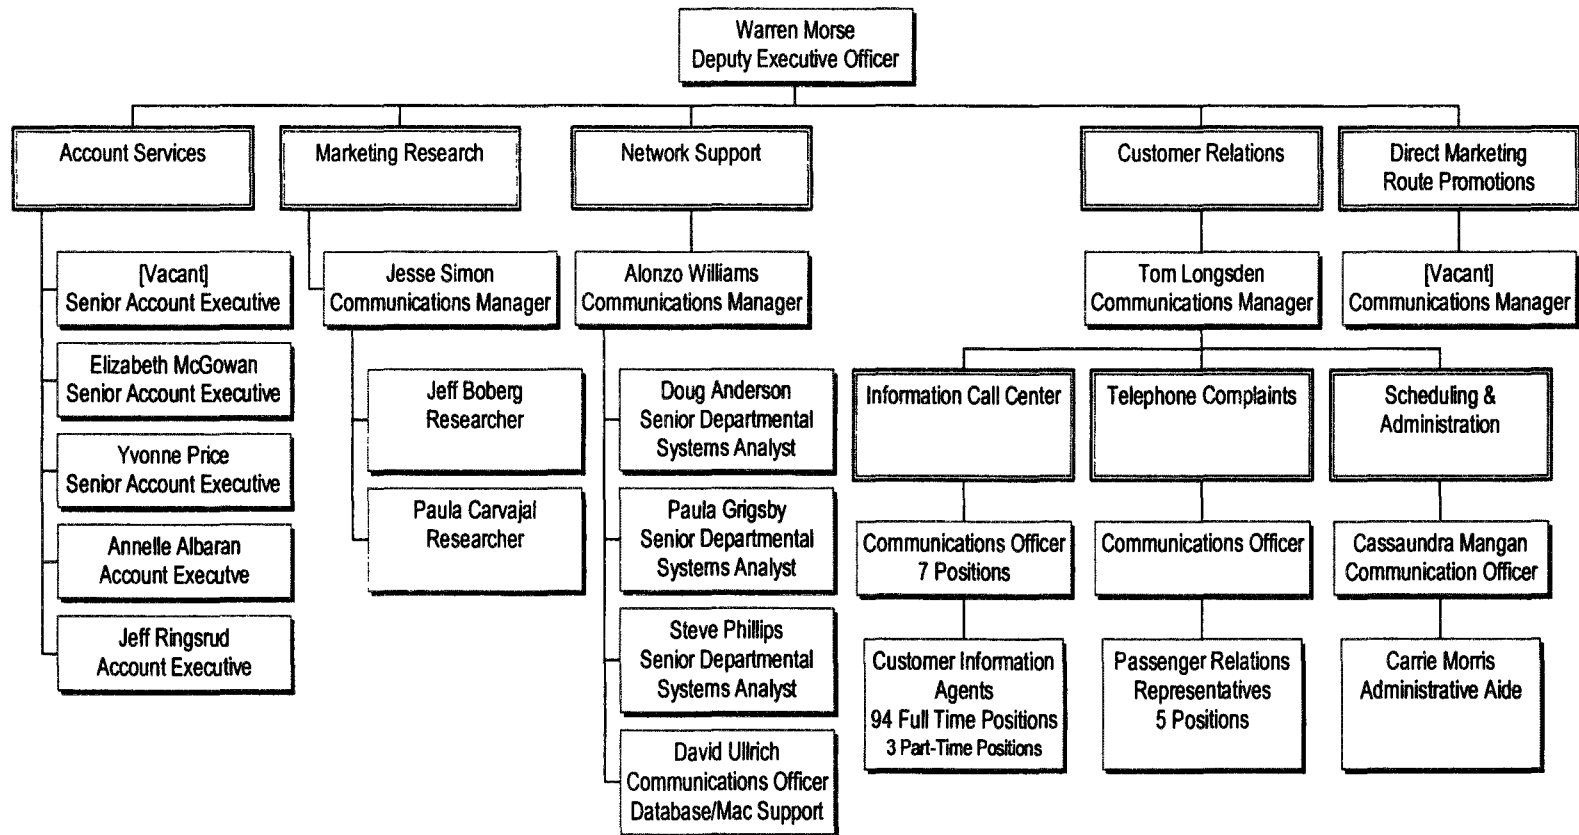 Warren Morse
Deputy Executive Officer
Account Services
Marketing Research
Network Support
Customer Relations
Direct Marketing
Route Promotions
[Vacant]
Senior Account Executive
Elizabeth McGowan
Senior Account Executive
Yvonne Price
Senior Account Executive
Annelle Albaran
Account Executve
Jeff Ringsrud
Account Executive
Jesse Simon
Communications Manager
Jeff Boberg
Researcher
Paula Carvajal
Researcher
Alonzo Williams
Communications Manager
Doug Anderson
Senior Departmental
Systems Analyst
Paula Grigsby
Senior Departmental
Systems Analyst
Steve Phillips
Senior Departmental
Systems Analyst
David Ullrich
Communications Officer
Database/Mac Support
Tom Longsden
Communications Manager
Information Call Center
Communications Officer
7 Positions
Customer Information
Agents
94 Full Time Positions
3 Part-Time Positions
Telephone Complaints
Communications Officer
Passenger Relations
Representatives
5 Positions
Scheduling &
Administration
Cassaundra Mangan
Communication Officer
Carrie Morris
Administrative Aide
[Vacant]
Communications Manager